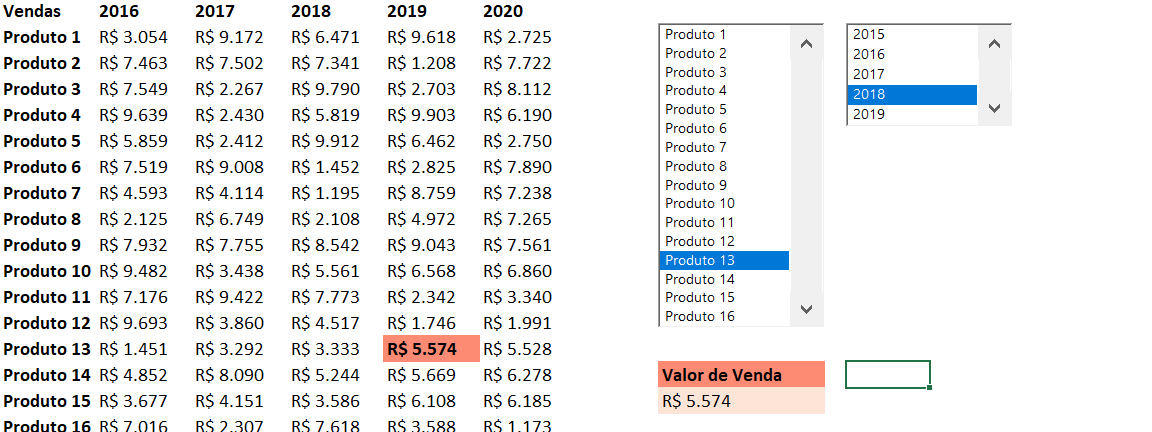 Vendas 2016 2017 2018 2019 2020
Produto 1 R$ 3.054 R$ 9.172 R$ 6.471 R$ 9.618 R$ 2.725
Produto 2 R$ 7.463 R$ 7.502 R$ 7.341 R$ 1.208 R$ 7.722
Produto 3 R$ 7.549 R$ 2.267 R$ 9.790 R$ 2.703 R$ 8.112
Produto 4 R$ 9.639 R$ 2.430 R$ 5.819 R$ 9.903 R$ 6.190
Produto 5 R$ 5.859 R$ 2.412 R$ 9.912 R$ 6.462 R$ 2.750
Produto 6 R$ 7.519 R$ 9.008 R$ 1.452 R$ 2.825 R$ 7.890
Produto 7 R$ 4.593 R$ 4.114 R$ 1.195 R$ 8.759 R$ 7.238
Produto 8 R$ 2.125 R$ 6.749 R$ 2.108 R$ 4.972 R$ 7.265
Produto 9 R$ 7.932 R$ 7.755 R$ 8.542 R$ 9.043 R$ 7.561
Produto 10 R$ 9.482 R$ 3.438 R$ 5.561 R$ 6.568 R$ 6.860
Produto 11 R$ 7.176 R$ 9.422 R$ 7.773 R$ 2.342 R$ 3.340
Produto 12 R$ 9.693 R$ 3.860 R$ 4.517 R$ 1.746 R$ 1.991
Produto 13 R$ 1.451 R$ 3.292 R$ 3.333 R$ 5.574 R$ 5.528
Produto 14 R$ 4.852 R$ 8.090 R$ 5.244 R$ 5.669 R$ 6.278
Produto 15 R$ 3.677 R$ 4.151 R$ 3.586 R$ 6.108 R$ 6.185
Produto 16 R$ 7.016 R$ 2.307 R$ 7.618 R$ 3.588 R$ 1.173
Produto 1
Produto 2
Produto 3
Produto 4
Produto 5
Produto 6
Produto 7
Produto 8
Produto 9
Produto 10
Produto 11
Produto 12
Produto 13
Produto 14
Produto 15
Produto 16
2015
2016
2017
2018
2019
Valor de Venda
R$ 5.574